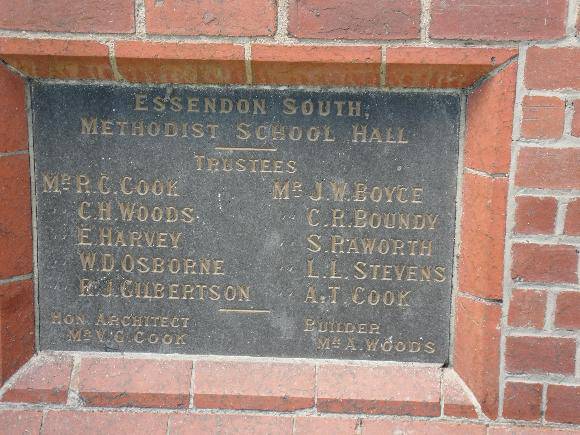 ESSENDON SOUTH,
METHODIST SCHOOL HALL
TRUSTEES
MR R. C. COOK MR J. W. BOYCE
C. H. WOODS C. R. BOUNDY
E. HARVEY S. RAWORTH
W. D. OSBORNE L. L. STEVENS
R. J. GILBERTSON A. T. COOK
HON. ARCHITECT BUILDER
MR V. G. COOK MR A. WOODS